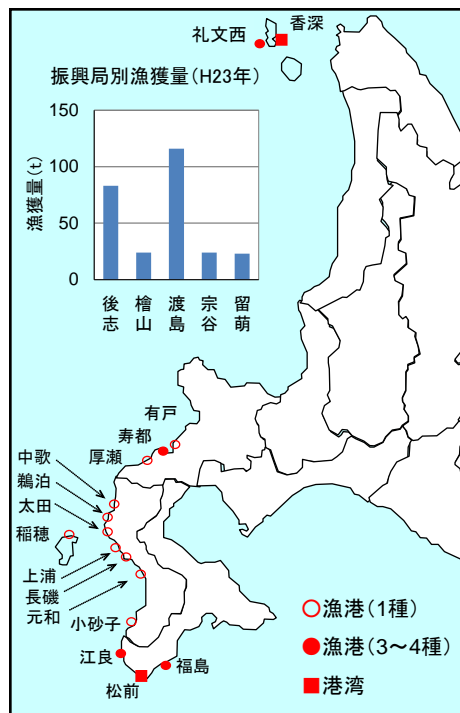 香深
礼文西
振興局別漁獲量(H23年)
漁獲量(t)
150
100
50
0
後志
檜山
渡島
宗谷
留萌
有戸
寿都
厚瀬
中歌
鵜泊
太田
稲穂
上浦
長磯
元和
小砂子
江良
福島
松前
漁港(1種)
漁港(3～4種)
港湾